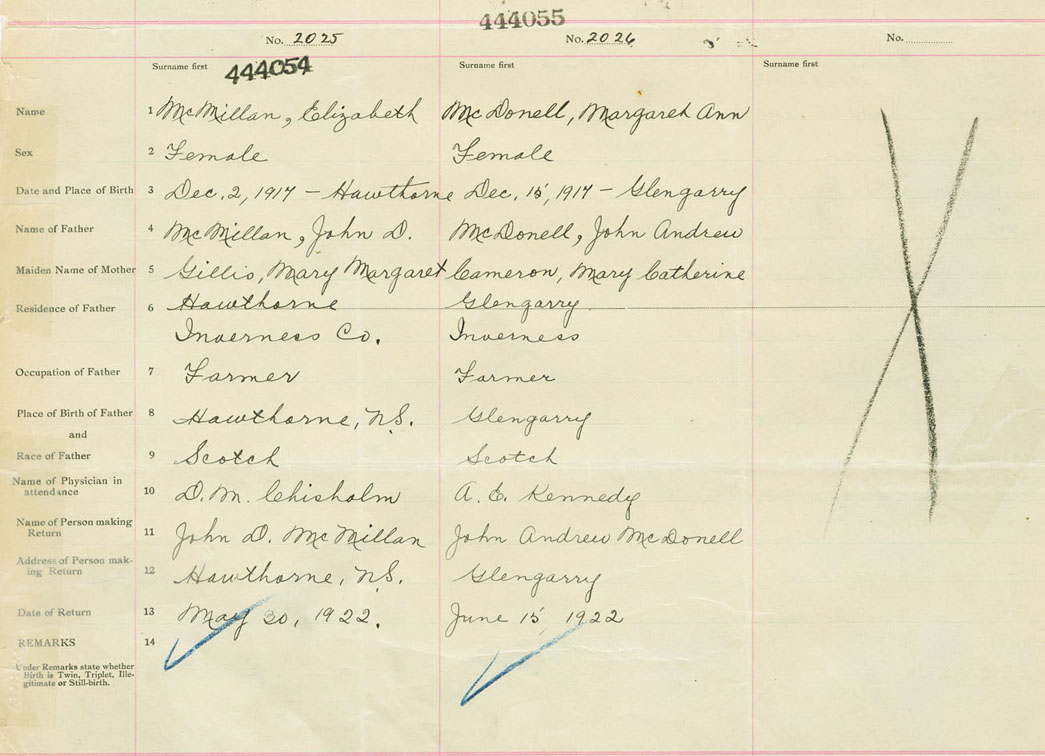 444055
No. 2025 No. 2026 No.
Surname first Surname first Surname first
444054
Name 1 McMillan, Elizabeth McDonell, Margaret Ann
Sex 2 Female Female
Date and Place of Birth 3 Dec. 2, 1917 – Hawthorne Dec. 15, 1917 – Glengarry
Name of Father 4 McMillan, John D. McDonell, John Andrew
Maiden Name of Mother 5 Gillis, Mary Margaret Cameron, Mary Catherine
Residence of Father 6 Hawthorne Glengarry
Inverness Co. Inverness
Occupation of Father 7 Farmer Farmer
Place of Birth of Father 8 Hawthorne, N.S. Glengarry
and
Race of Father 9 Scotch Scotch
Name of Physician in
attendance 10 D. M. Chisholm A. E. Kennedy
Name of Person making
Return 11 John D. McMillan John Andrew McDonell
Address of Person mak-
ing Return 12 Hawthorne, N.S. Glengarry
Date of Return 13 May 30, 1922. June 15, 1922
REMARKS 14
Under Remarks state whether
Birth is Twin, Triplet, Ille-
gitimate or Still-birth.